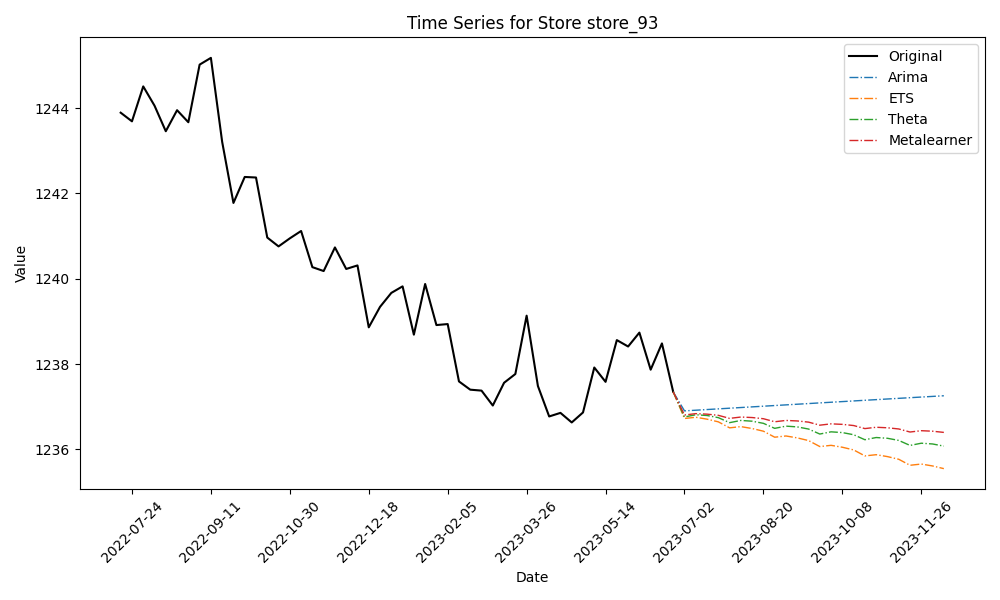 Time Series for Store store_93
Original
Arima
ETS
Theta
Metalearner
Value
1244
1242
1240
1238
1236
2022-07-24
2022-09-11
2022-10-30
2022-12-18
2023-02-05
2023-03-26
2023-05-14
2023-07-02
2023-08-20
2023-10-08
2023-11-26
Date